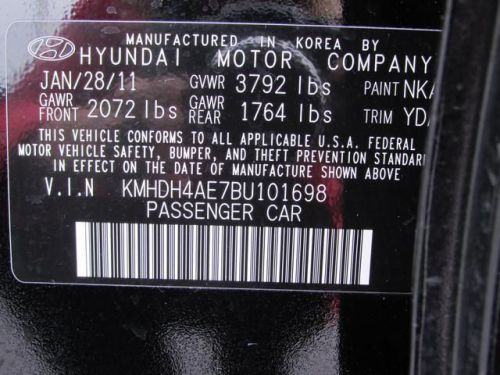 MANUFACTURED IN KOREA BY
HYUNDAI MOTOR COMPANY
JAN/28/11 GVWR 3792 lbs PAINT NKA
GAWR FRONT 2072 lbs GAWR REAR 1764 lbs TRIM YDA
THIS VEHICLE CONFORMS TO ALL APPLICABLE U.S.A. FEDERAL
MOTOR VEHICLE SAFETY, BUMPER, AND THEFT PREVENTION STANDAR
IN EFFECT ON THE DATE OF MANUFACTURE SHOWN ABOVE
V.I.N KMHDH4AE7BU101698
PASSENGER CAR